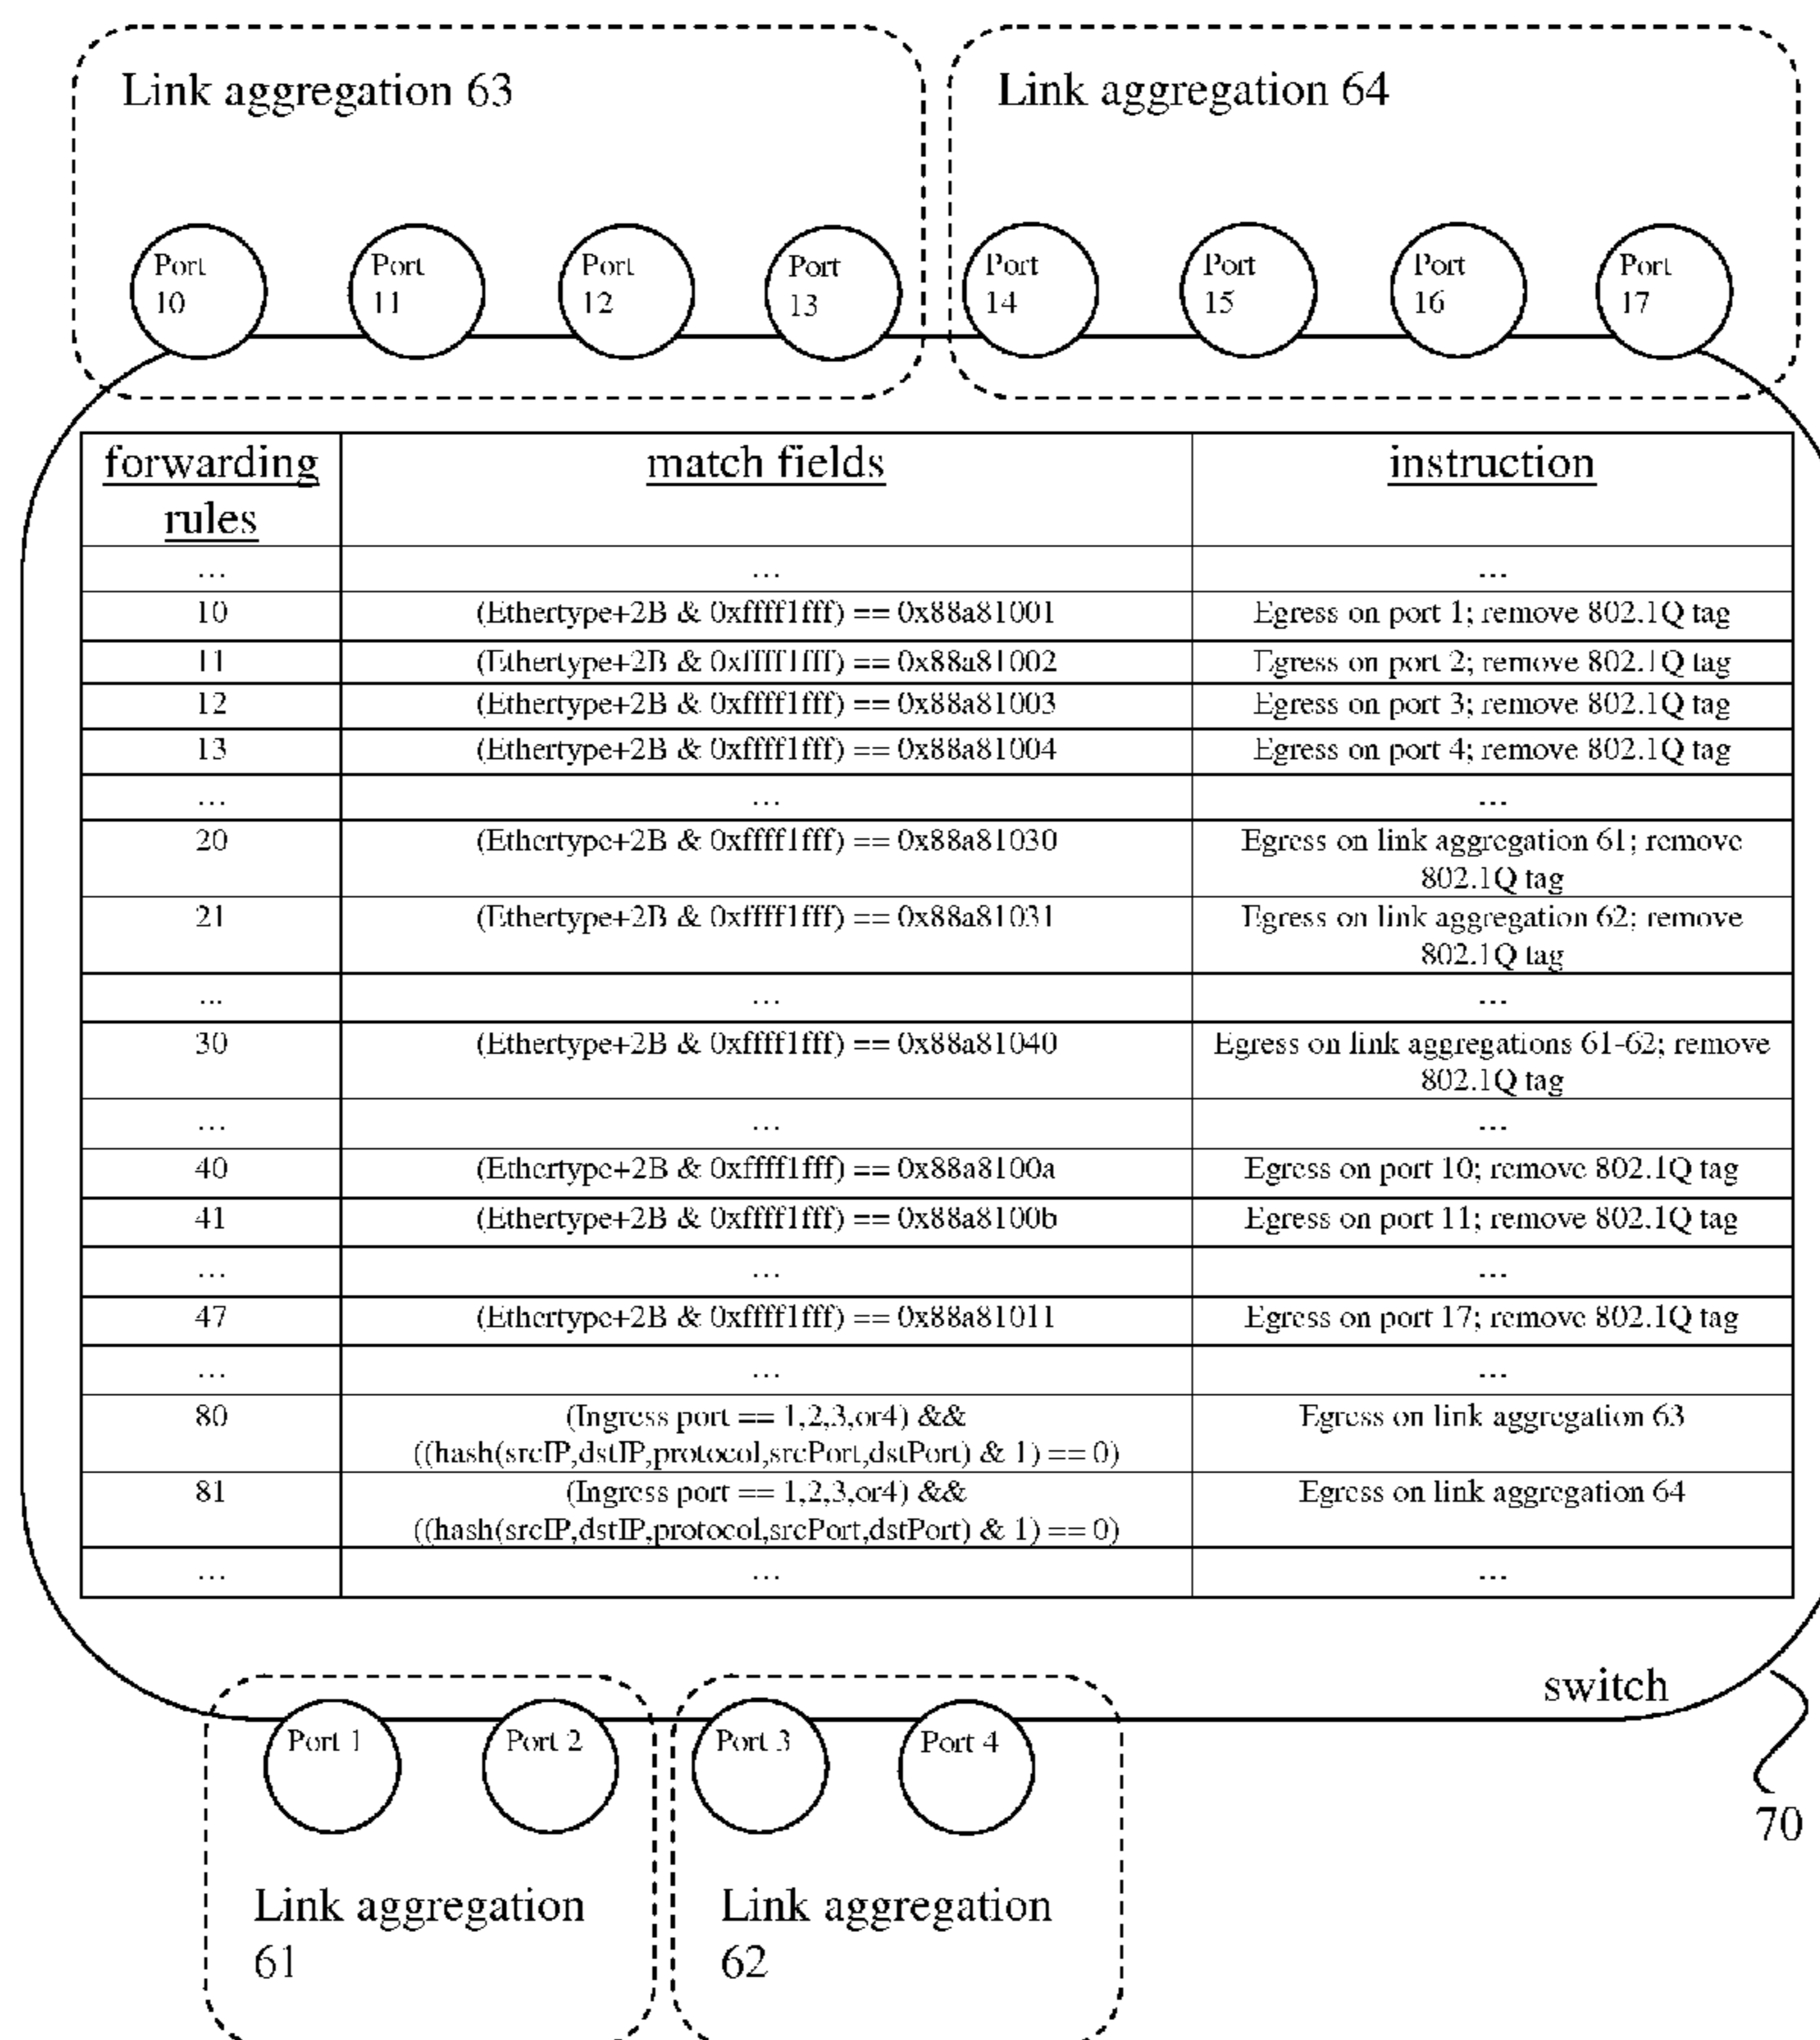 Link aggregation 63
Link aggregation 64
Port
10
Port
11
Port
12
Port
13
Port
14
Port
15
Port
16
Port
17
forwarding
rules
match fields
instruction
... ... ...
10 (Ethertype+2B & 0xffff1fff) == 0x88a81001 Egress on port 1; remove 802.1Q tag
11 (Ethertype+2B & 0xffff1fff) == 0x88a81002 Egress on port 2; remove 802.1Q tag
12 (Ethertype+2B & 0xffff1fff) == 0x88a81003 Egress on port 3; remove 802.1Q tag
13 (Ethertype+2B & 0xffff1fff) == 0x88a81004 Egress on port 4; remove 802.1Q tag
... ... ...
20 (Ethertype+2B & 0xffff1fff) == 0x88a81030 Egress on link aggregation 61; remove
802.1Q tag
21 (Ethertype+2B & 0xffff1fff) == 0x88a81031 Egress on link aggregation 62; remove
802.1Q tag
... ... ...
30 (Ethertype+2B & 0xffff1fff) == 0x88a81040 Egress on link aggregations 61-62; remove
802.1Q tag
... ... ...
40 (Ethertype+2B & 0xffff1fff) == 0x88a8100a Egress on port 10; remove 802.1Q tag
41 (Ethertype+2B & 0xffff1fff) == 0x88a8100b Egress on port 11; remove 802.1Q tag
... ... ...
47 (Ethertype+2B & 0xffff1fff) == 0x88a81011 Egress on port 17; remove 802.1Q tag
... ... ...
80 (Ingress port == 1,2,3,or4) && Egress on link aggregation 63
((hash(srcIP,dstIP,protocol,srcPort,dstPort) & 1) == 0)
81 (Ingress port == 1,2,3,or4) && Egress on link aggregation 64
((hash(srcIP,dstIP,protocol,srcPort,dstPort) & 1) == 0)
... ... ...
switch
70
Port 1
Port 2
Port 3
Port 4
Link aggregation
61
Link aggregation
62